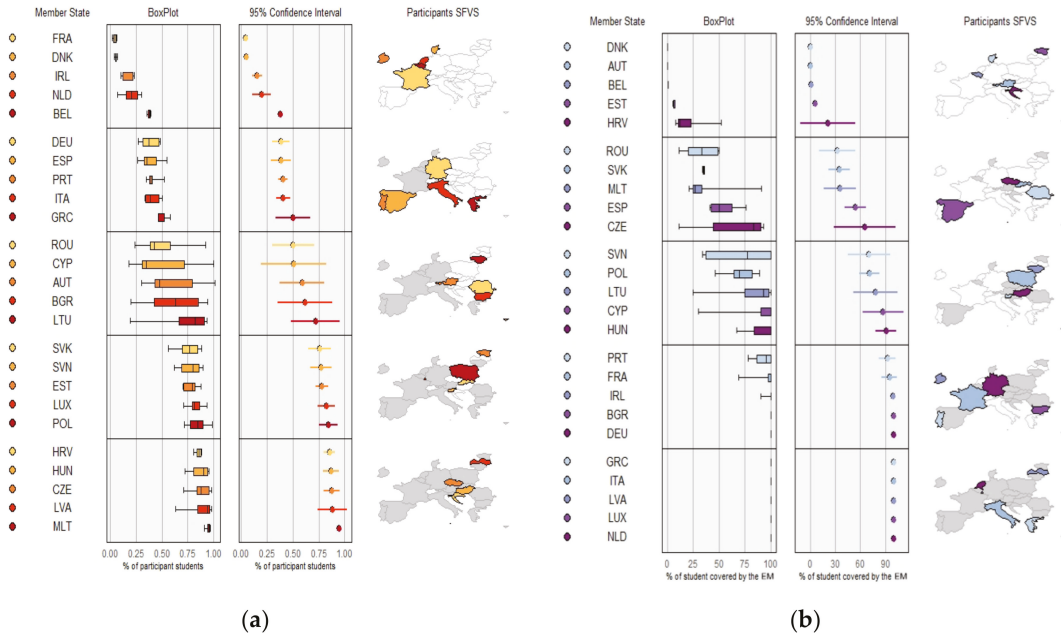 Member State BoxPlot 95% Confidence Interval Participants SFVS
FRA
DNK
IRL
NLD
BEL
DEU
ESP
PRT
ITA
GRC
ROU
CYP
AUT
BGR
LTU
SVK
SVN
EST
LUX
POL
HRV
HUN
CZE
LVA
MLT
0.00 0.25 0.50 0.75 1.00 0.00 0.25 0.50 0.75 1.00
% of participant students % of participant students
(a)
Member State BoxPlot 95% Confidence Interval Participants SFVS
DNK
AUT
BEL
EST
HRV
ROU
SVK
MLT
ESP
CZE
SVN
POL
LTU
CYP
HUN
PRT
FRA
IRL
BGR
DEU
GRC
ITA
LVA
LUX
NLD
0 25 50 75 100 0 30 60 90
% of student covered by the EM % of student covered by the EM
(b)